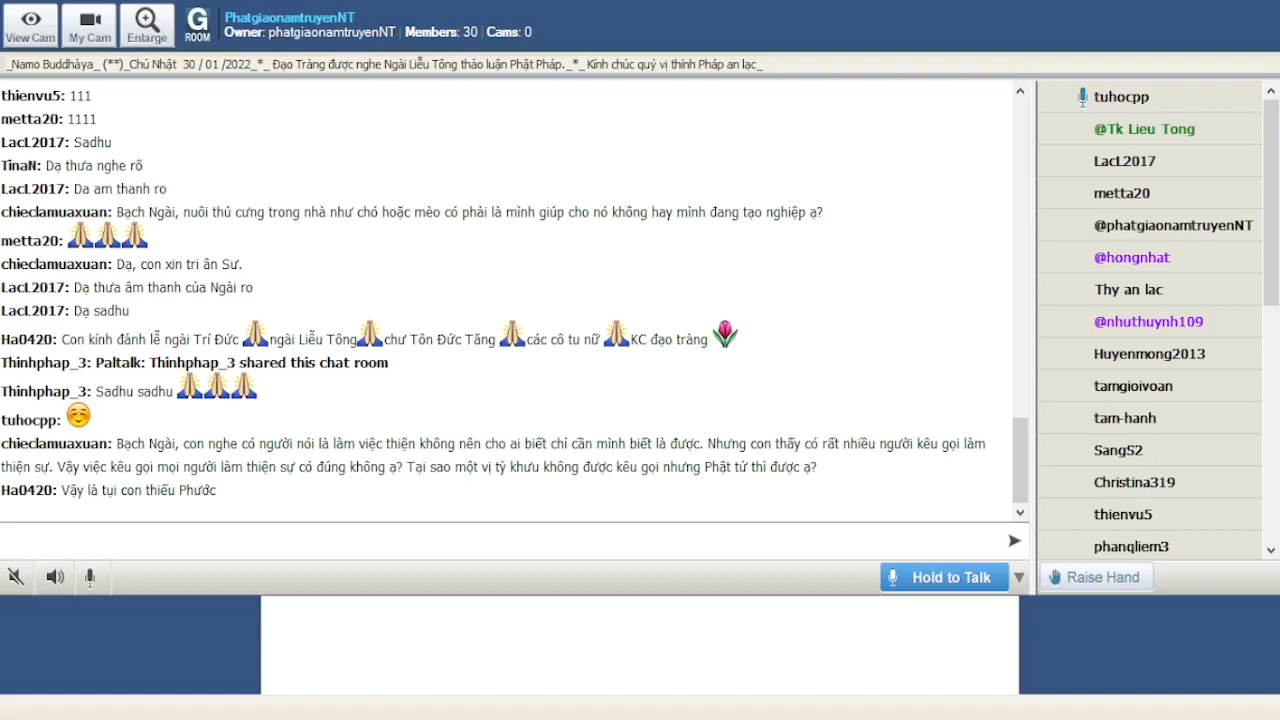 View Cam
My Cam
Enlarge
G
ROOM
PhatgiaonamtruyenNT
Owner: phatgiaonamtruyenNT Members: 30 Cams: 0
_Namo Buddhàya_ (**)_Chủ Nhật 30 / 01 /2022_*_ Đạo Tràng được nghe Ngài Liễu Tông thảo luận Phật Pháp._*_Kính chúc quý vị thính Pháp an lạc_
thienvu5: 111
metta20: 1111
LacL2017: Sadhu
TinaN: Dạ thưa nghe rõ
LacL2017: Da am thanh ro
chieclamuaxuan: Bạch Ngài, nuôi thú cưng trong nhà như chó hoặc mèo có phải là mình giúp cho nó không hay mình đang tạo nghiệp ạ?
metta20:
chieclamuaxuan: Dạ, con xin tri ân Sư.
LacL2017: Dạ thưa âm thanh của Ngài ro
LacL2017: Dạ sadhu
Ha0420: Con kính đảnh lễ ngài Trí Đức ngài Liễu Tông chư Tôn Đức Tăng các cô tu nữ KC đạo tràng
Thinhphap_3: Paltalk: Thinhphap_3 shared this chat room
Thinhphap_3: Sadhu sadhu
tuhocpp:
chieclamuaxuan: Bạch Ngài, con nghe có người nói là làm việc thiện không nên cho ai biết chỉ cần mình biết là được. Nhưng con thấy có rất nhiều người kêu gọi làm
thiện sự. Vậy việc kêu gọi mọi người làm thiện sự có đúng không ạ? Tại sao một vị tỳ khưu không được kêu gọi nhưng Phật tử thì được ạ?
Ha0420: Vậy là tụi con thiếu Phước
Hold to Talk
tuhocpp
@Tk Lieu Tong
LacL2017
metta20
@phatgiaonamtruyenNT
@hongnhat
Thy an lac
@nhuthuynh109
Huyenmong2013
tamgioivoan
tam-hanh
SangS2
Christina319
thienvu5
phanqliem3
Raise Hand